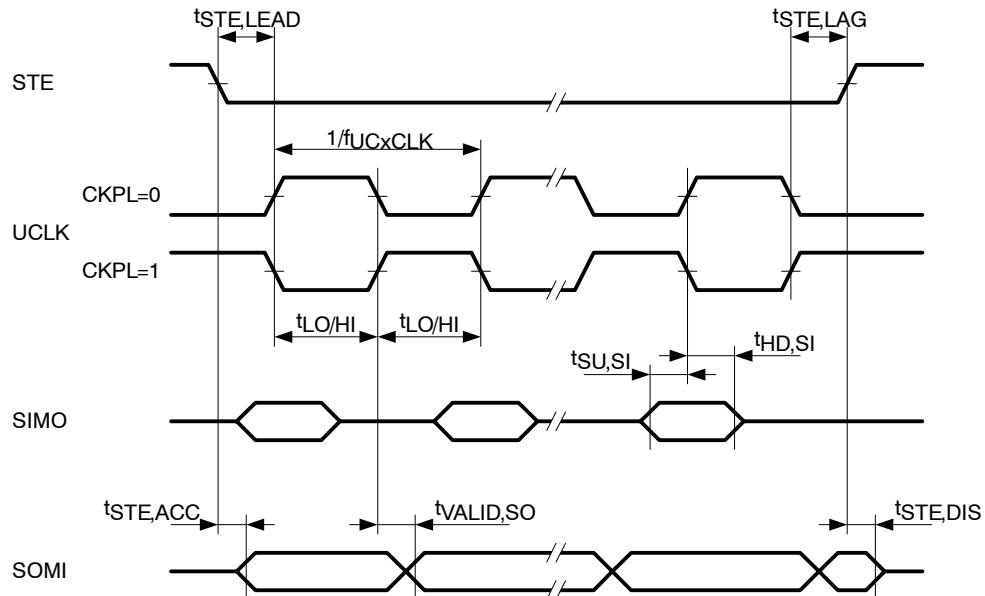 tSTE,LEAD
tSTE,LAG
STE
1/fUCxCLK
CKPL=0
UCLK
CKPL=1
tLO/HI
tLO/HI
tSU,SI
tHD,SI
SIMO
tSTE,ACC
tVALID,SO
tSTE,DIS
SOMI